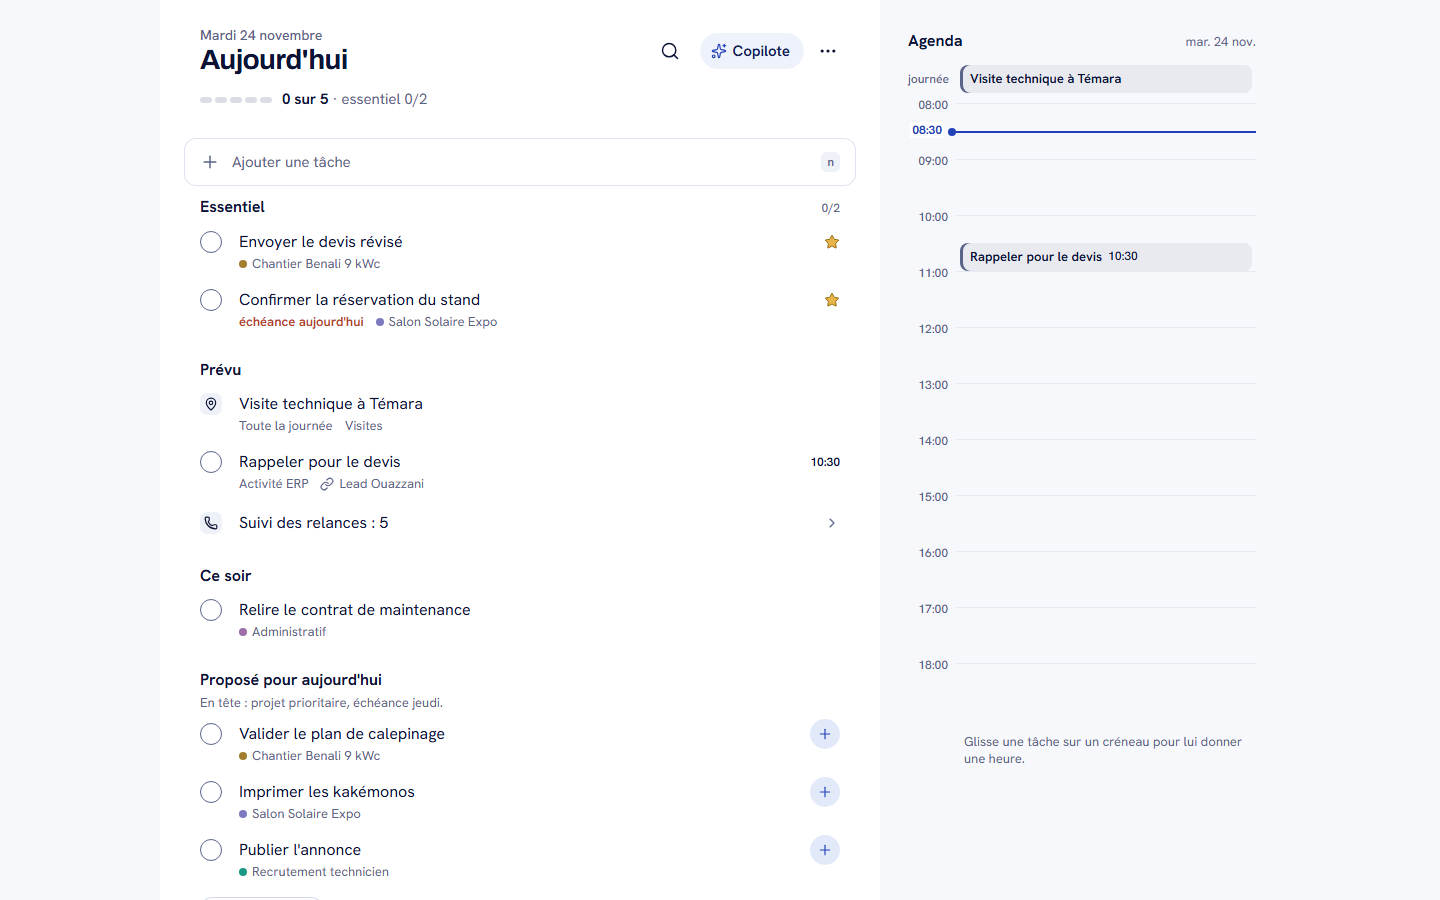 Mardi 24 novembre
Aujourd'hui
Copilote
0 sur 5 · essentiel 0/2
Ajouter une tâche
n
Essentiel
0/2
Envoyer le devis révisé
Chantier Benali 9 kWc
Confirmer la réservation du stand
échéance aujourd'hui Salon Solaire Expo
Prévu
Visite technique à Témara
Toute la journée Visites
Rappeler pour le devis
10:30
Activité ERP Lead Ouazzani
Suivi des relances : 5
Ce soir
Relire le contrat de maintenance
Administratif
Proposé pour aujourd'hui
En tête : projet prioritaire, échéance jeudi.
Valider le plan de calepinage
Chantier Benali 9 kWc
Imprimer les kakémonos
Salon Solaire Expo
Publier l'annonce
Recrutement technicien
Agenda
mar. 24 nov.
journée
Visite technique à Témara
08:00
08:30
09:00
10:00
Rappeler pour le devis 10:30
11:00
12:00
13:00
14:00
15:00
16:00
17:00
18:00
Glisse une tâche sur un créneau pour lui donner
une heure.